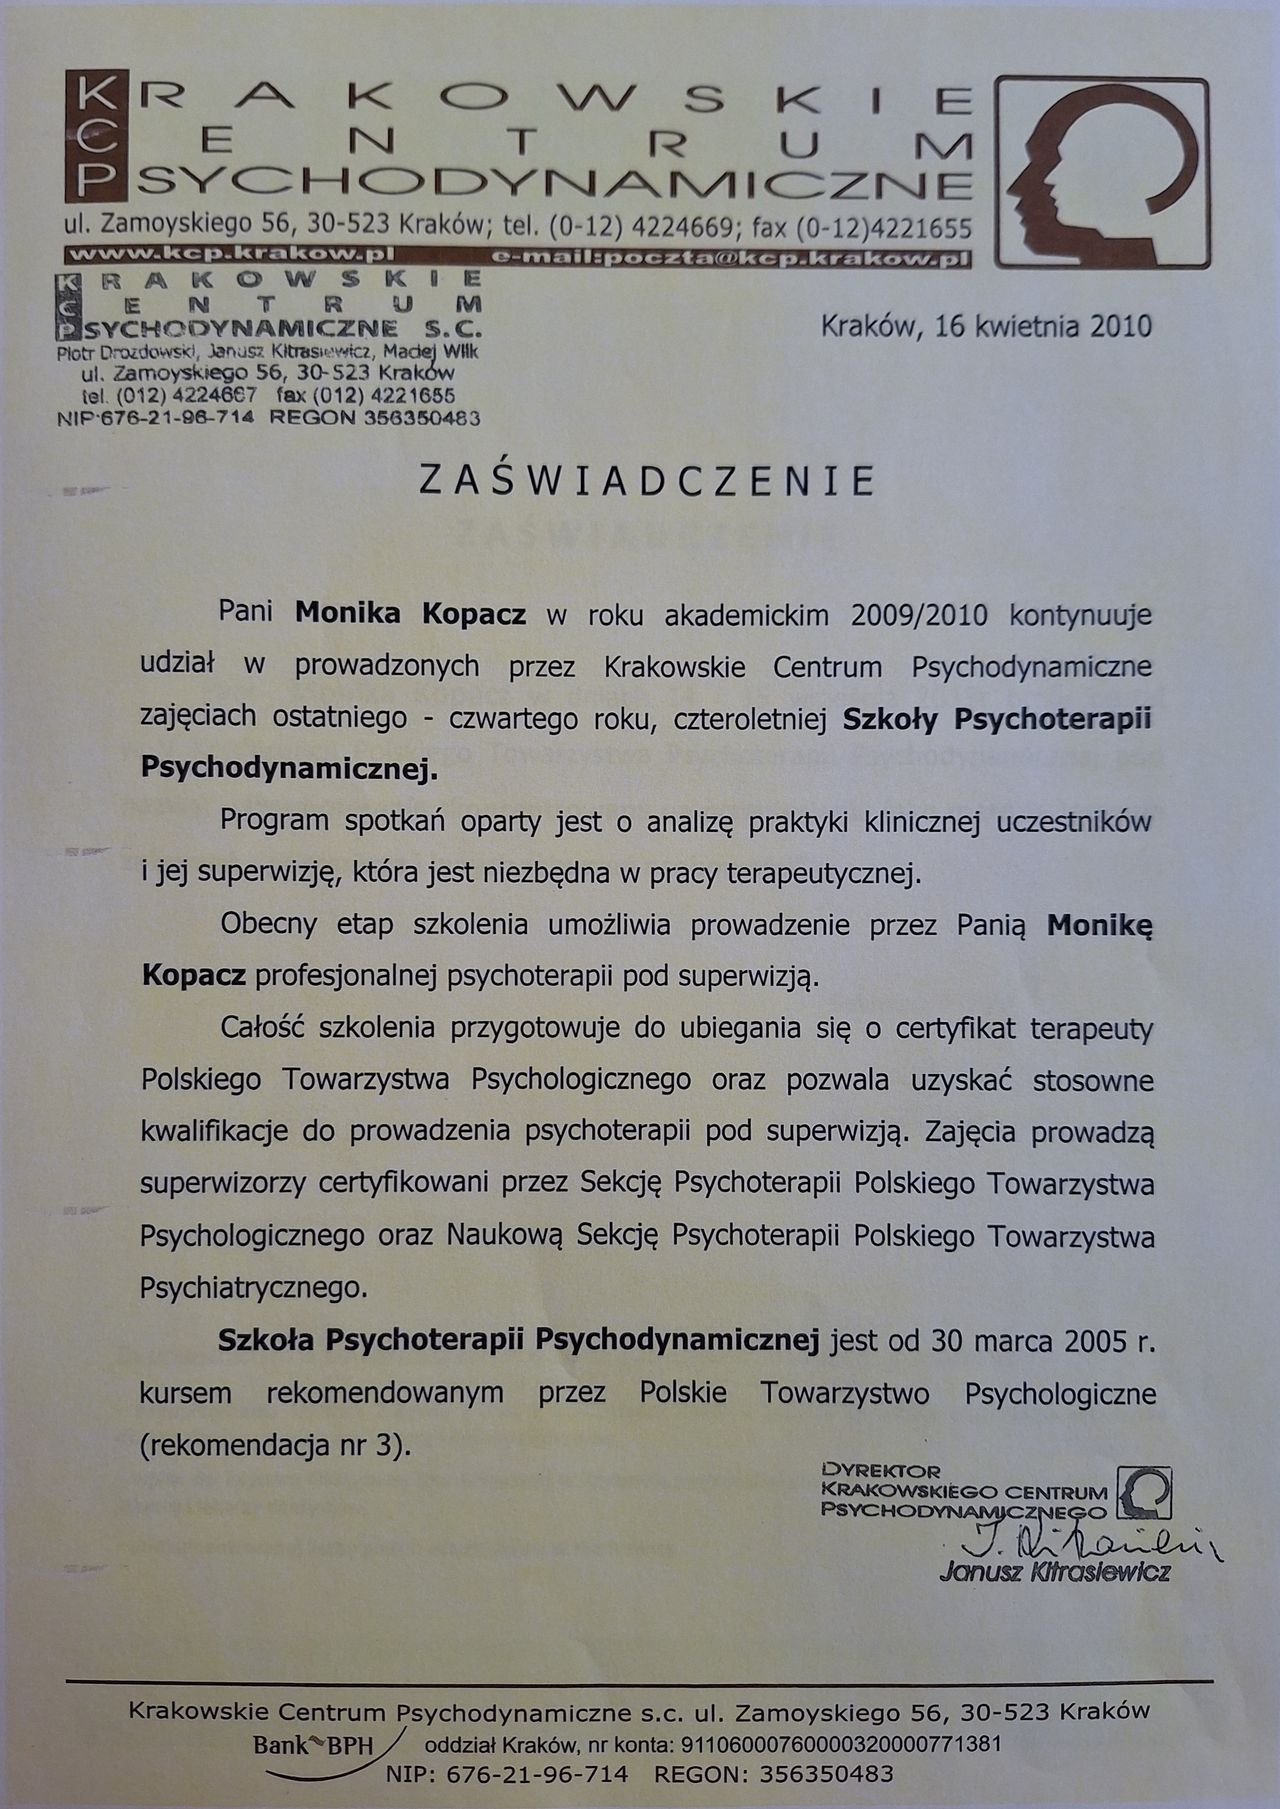 KRAKOWSKIE
CENTRUM
PSYCHODYNAMICZNE
ul. Zamoyskiego 56, 30-523 Kraków; tel. (0-12) 4224669; fax (0-12)4221655
www.kcp.krakow.pl e-mail:poczta@kcp.krakow.pl
KRAKOWSKIE
CENTRUM
PSYCHODYNAMICZNE S.C.
Piotr Drozdowski, Janusz Kitrasiewicz, Maciej Wilk
ul. Zamoyskiego 56, 30-523 Kraków
tel. (012) 4224667 fax (012) 4221655
NIP 676-21-96-714 REGON 356350483
Kraków, 16 kwietnia 2010
ZAŚWIADCZENIE
Pani Monika Kopacz w roku akademickim 2009/2010 kontynuuje
udział w prowadzonych przez Krakowskie Centrum Psychodynamiczne
zajęciach ostatniego - czwartego roku, czteroletniej Szkoły Psychoterapii
Psychodynamicznej.
Program spotkań oparty jest o analizę praktyki klinicznej uczestników
i jej superwizję, która jest niezbędna w pracy terapeutycznej.
Obecny etap szkolenia umożliwia prowadzenie przez Panią Monikę
Kopacz profesjonalnej psychoterapii pod superwizją.
Całość szkolenia przygotowuje do ubiegania się o certyfikat terapeuty
Polskiego Towarzystwa Psychologicznego oraz pozwala uzyskać stosowne
kwalifikacje do prowadzenia psychoterapii pod superwizją. Zajęcia prowadzą
superwizorzy certyfikowani przez Sekcję Psychoterapii Polskiego Towarzystwa
Psychologicznego oraz Naukową Sekcję Psychoterapii Polskiego Towarzystwa
Psychiatrycznego.
Szkoła Psychoterapii Psychodynamicznej jest od 30 marca 2005 r.
kursem rekomendowanym przez Polskie Towarzystwo Psychologiczne
(rekomendacja nr 3).
DYREKTOR
KRAKOWSKIEGO CENTRUM
PSYCHODYNAMICZNEGO
Janusz Kitrasiewicz
Krakowskie Centrum Psychodynamiczne s.c. ul. Zamoyskiego 56, 30-523 Kraków
Bank BPH oddział Kraków, nr konta: 91106000760000320000771381
NIP: 676-21-96-714 REGON: 356350483